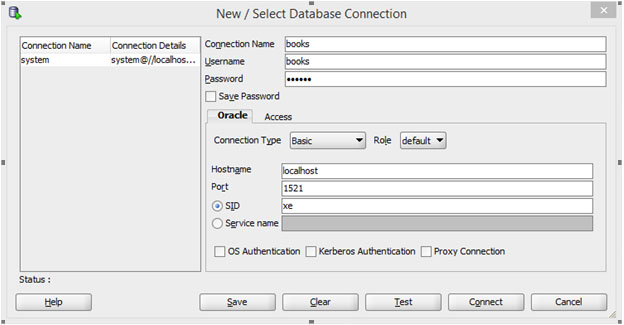 New / Select Database Connection
Connection Name Connection Details
system system@//localhos...
Connection Name books
Username books
Password ••••••
Save Password
Oracle Access
Connection Type Basic Role default
Hostname localhost
Port 1521
SID xe
Service name
OS Authentication Kerberos Authentication Proxy Connection
Status :
Help Save Clear Test Connect Cancel